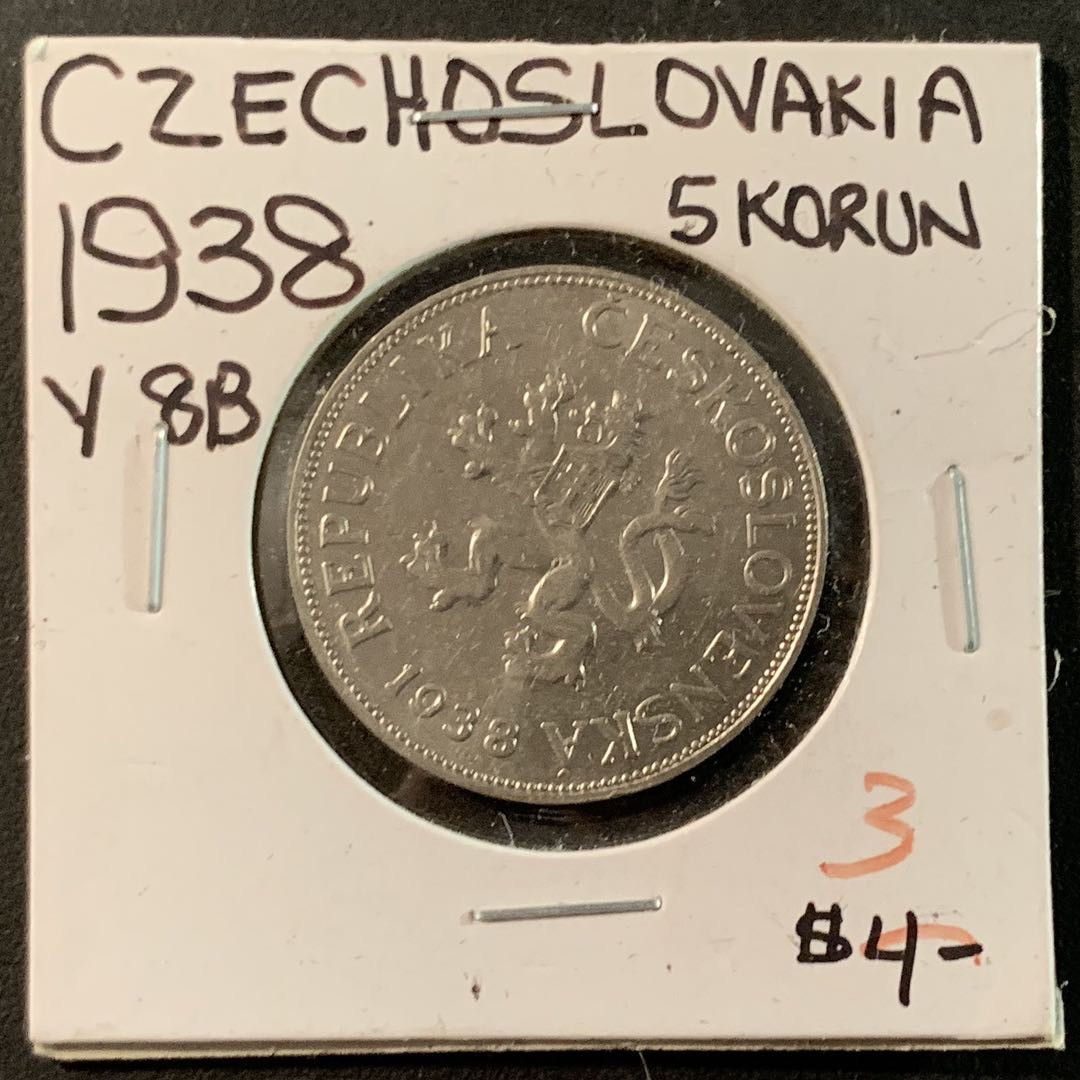 CZECHOSLOVAKIA
1938
5 KORUN
Y 8B
REPUBLIKA ČESKOSLOVENSKÁ
1938
3
$4-